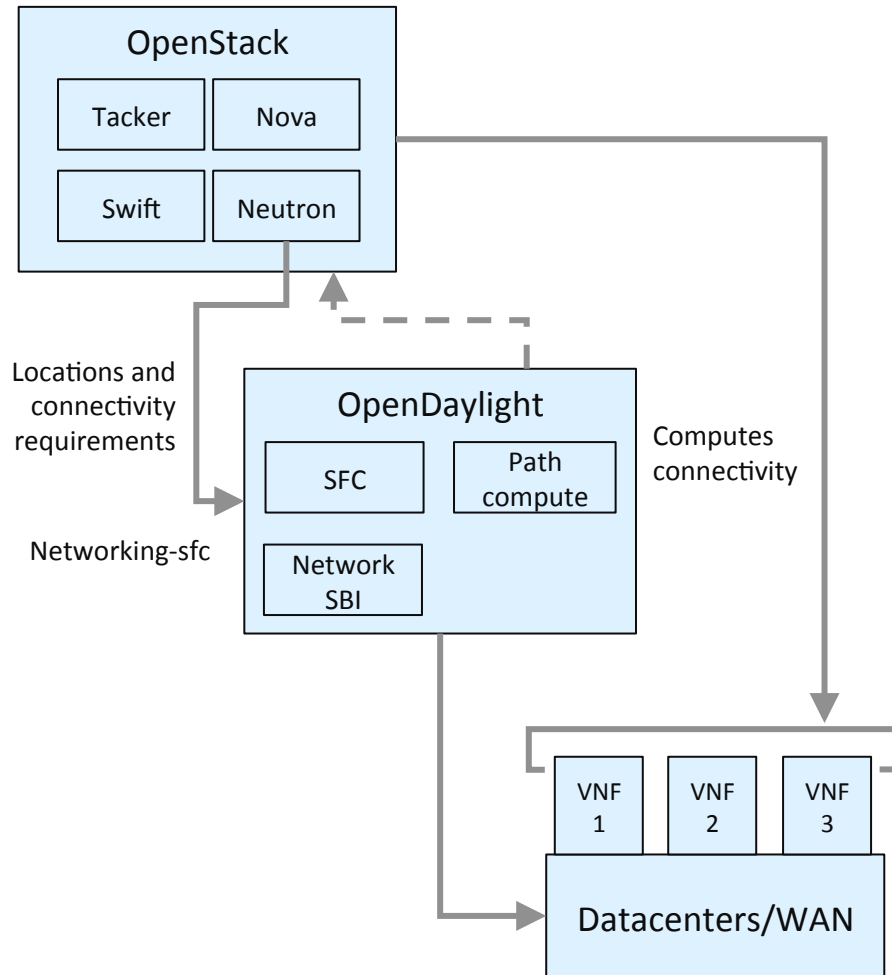 OpenStack
Tacker
Nova
Swift
Neutron
Locations and
connectivity
requirements
Networking-sfc
OpenDaylight
SFC
Path
compute
Network
SBI
Computes
connectivity
VNF
1
VNF
2
VNF
3
Datacenters/WAN